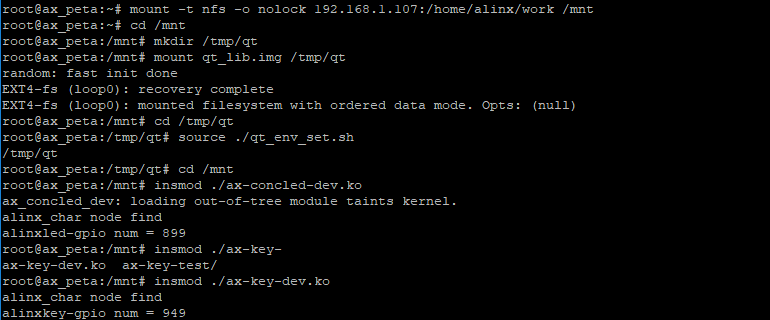 root@ax_peta:~# mount -t nfs -o nolock 192.168.1.107:/home/alinx/work /mnt
root@ax_peta:~# cd /mnt
root@ax_peta:/mnt# mkdir /tmp/qt
root@ax_peta:/mnt# mount qt_lib.img /tmp/qt
random: fast init done
EXT4-fs (loop0): recovery complete
EXT4-fs (loop0): mounted filesystem with ordered data mode. Opts: (null)
root@ax_peta:/mnt# cd /tmp/qt
root@ax_peta:/tmp/qt# source ./qt_env_set.sh
/tmp/qt
root@ax_peta:/tmp/qt# cd /mnt
root@ax_peta:/mnt# insmod ./ax-concled-dev.ko
ax_concled_dev: loading out-of-tree module taints kernel.
alinx_char node find
alinxled-gpio num = 899
root@ax_peta:/mnt# insmod ./ax-key-
ax-key-dev.ko  ax-key-test/
root@ax_peta:/mnt# insmod ./ax-key-dev.ko
alinx_char node find
alinxkey-gpio num = 949